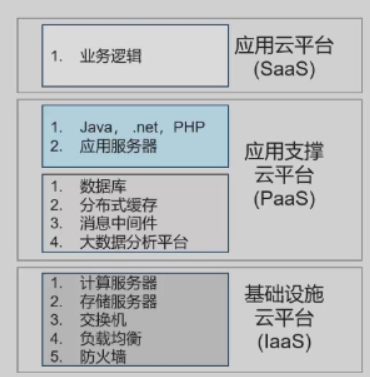 1. 业务逻辑
应用云平台
(SaaS)
1. Java, .net, PHP
2. 应用服务器
1. 数据库
2. 分布式缓存
3. 消息中间件
4. 大数据分析平台
应用支撑
云平台
(PaaS)
1. 计算服务器
2. 存储服务器
3. 交换机
4. 负载均衡
5. 防火墙
基础设施
云平台
(IaaS)